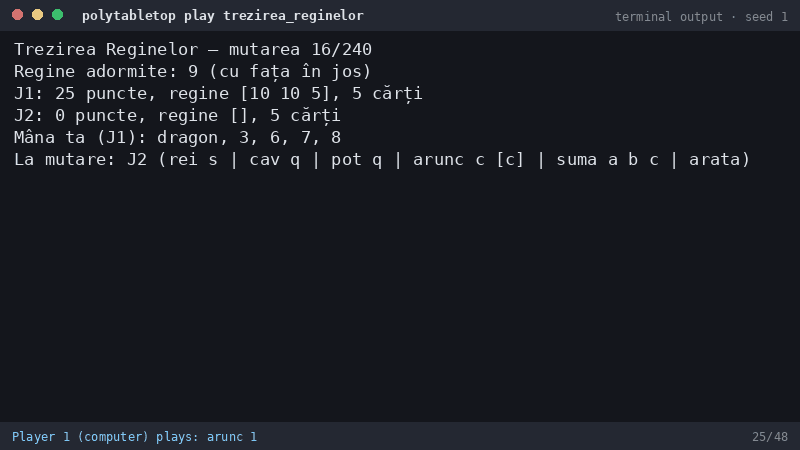 polytabletop play trezirea_reginelor
terminal output · seed 1
Trezirea Reginelor — mutarea 16/240
Regine adormite: 9 (cu fața în jos)
J1: 25 puncte, regine [10 10 5], 5 cărți
J2: 0 puncte, regine [], 5 cărți
Mâna ta (J1): dragon, 3, 6, 7, 8
La mutare: J2 (rei s | cav q | pot q | arunc c [c] | suma a b c | arata)
Player 1 (computer) plays: arunc 1
25/48